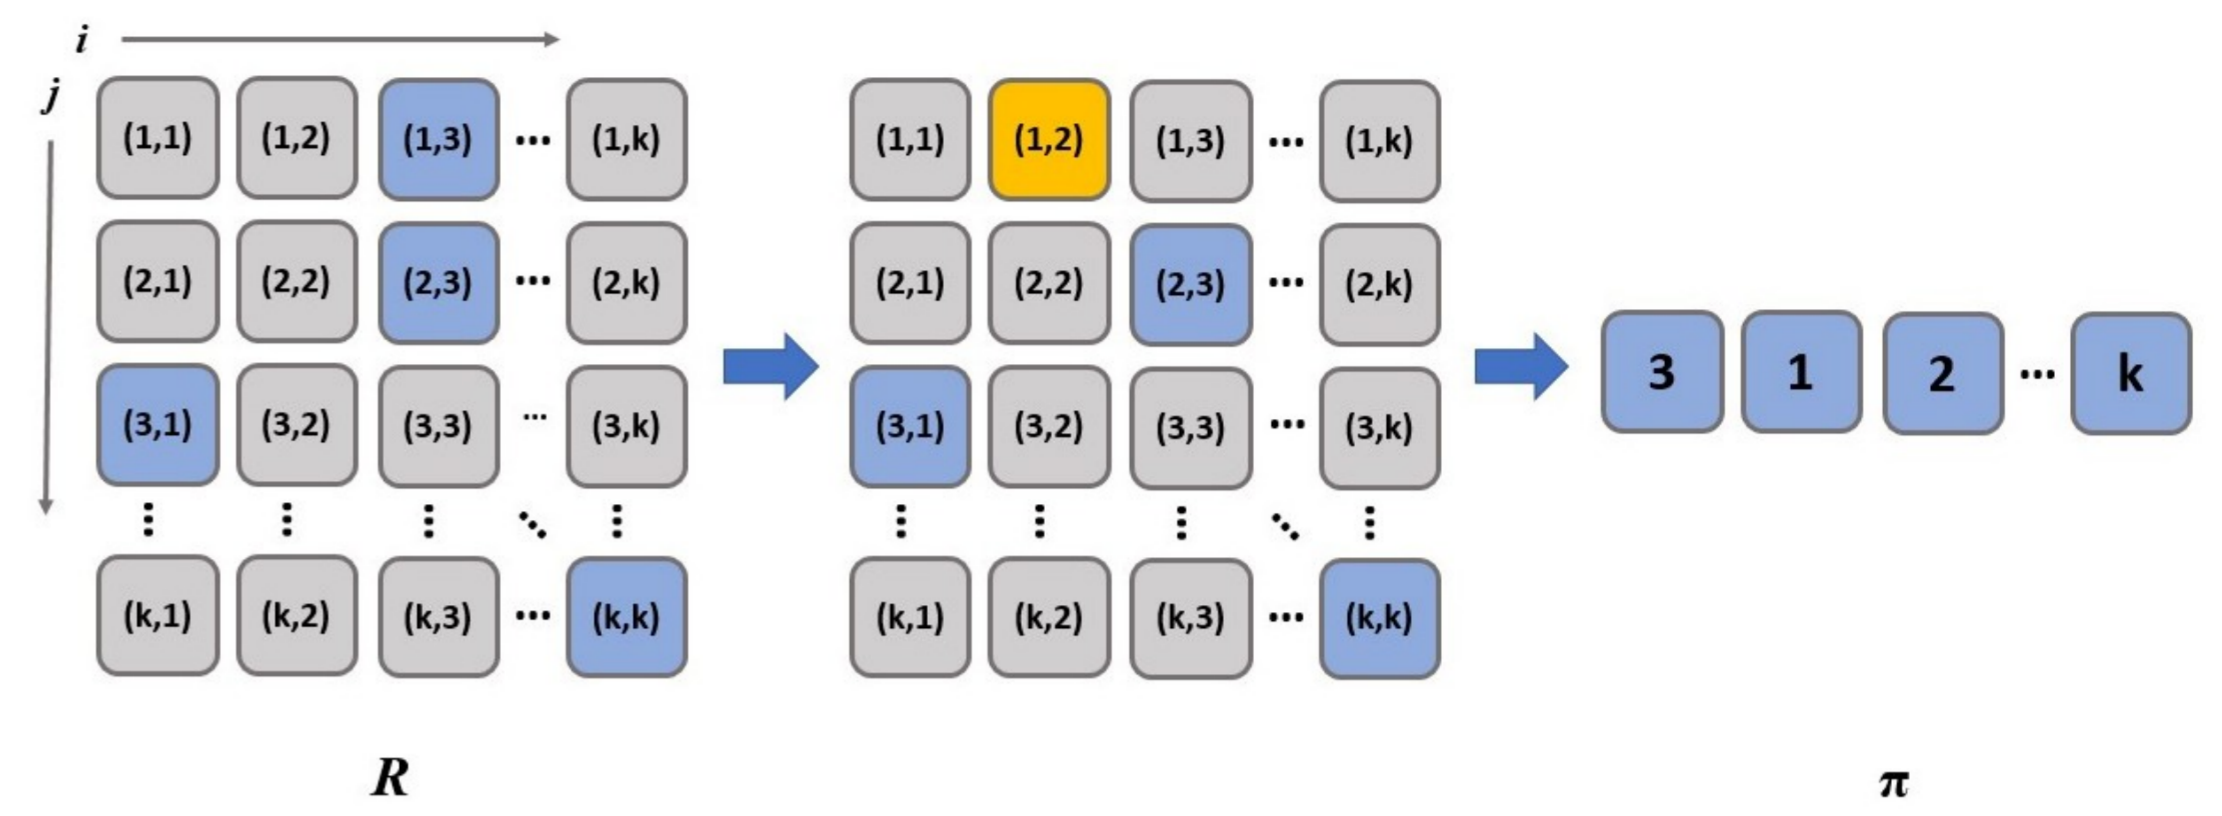 i
j
(1,1) (1,2) (1,3) ... (1,k) (1,1) (1,2) (1,3) ... (1,k)
(2,1) (2,2) (2,3) ... (2,k) (2,1) (2,2) (2,3) ... (2,k)
3 1 2 ... k
(3,1) (3,2) (3,3) ... (3,k) (3,1) (3,2) (3,3) ... (3,k)
(k,1) (k,2) (k,3) ... (k,k) (k,1) (k,2) (k,3) ... (k,k)
R π